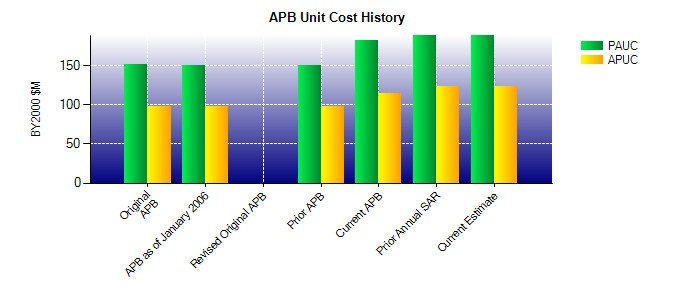 APB Unit Cost History
PAUC
APUC
BY2000 $M
150
100
50
0
Original
APB
APB as of January 2006
Revised Original APB
Prior APB
Current APB
Prior Annual SAR
Current Estimate